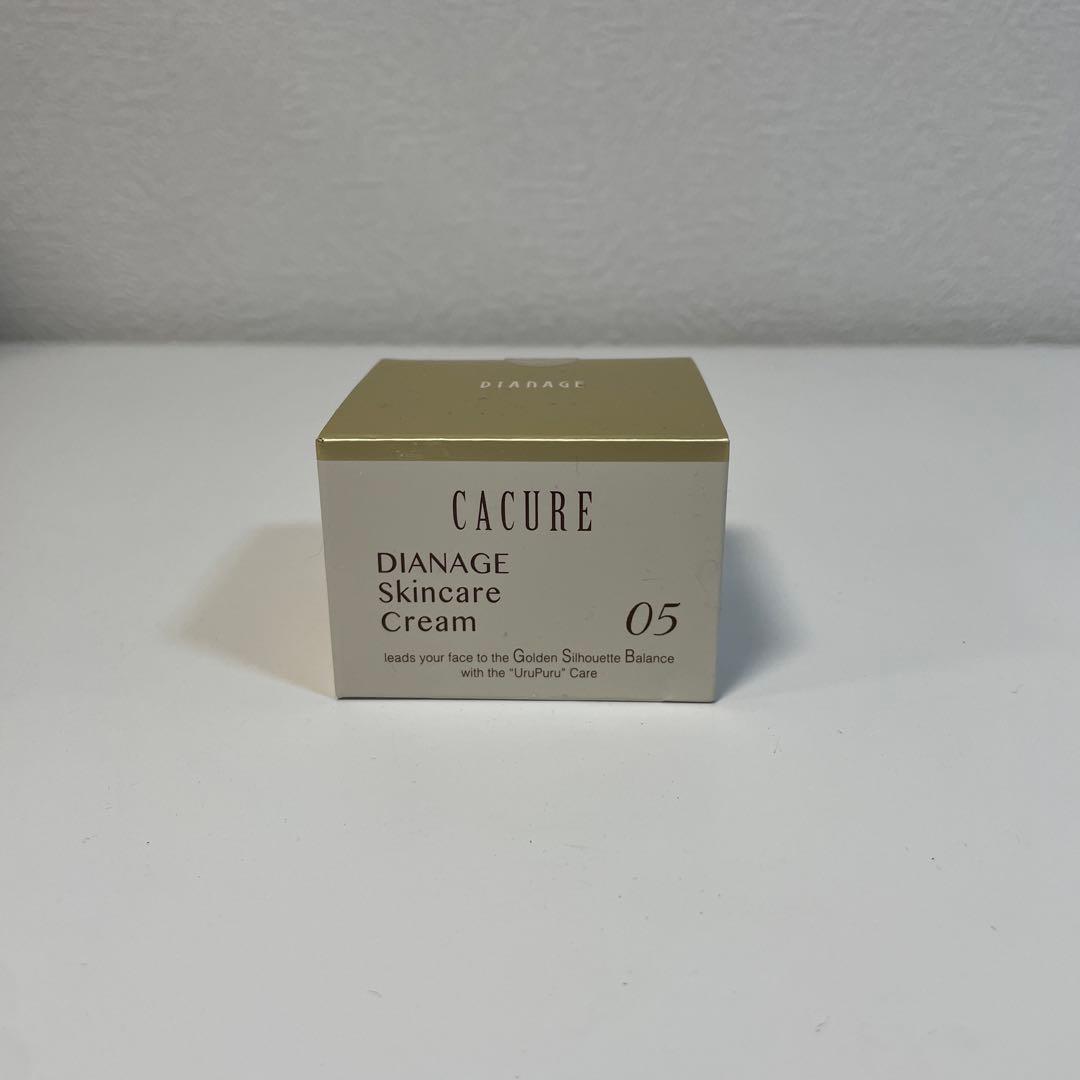 DIANAGE
CACURE
DIANAGE
Skincare
Cream
05
leads your face to the Golden Silhouette Balance
with the “UruPuru” Care